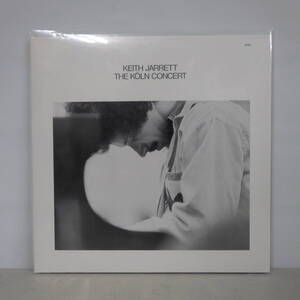 KEITH JARRETT
THE KÖLN CONCERT